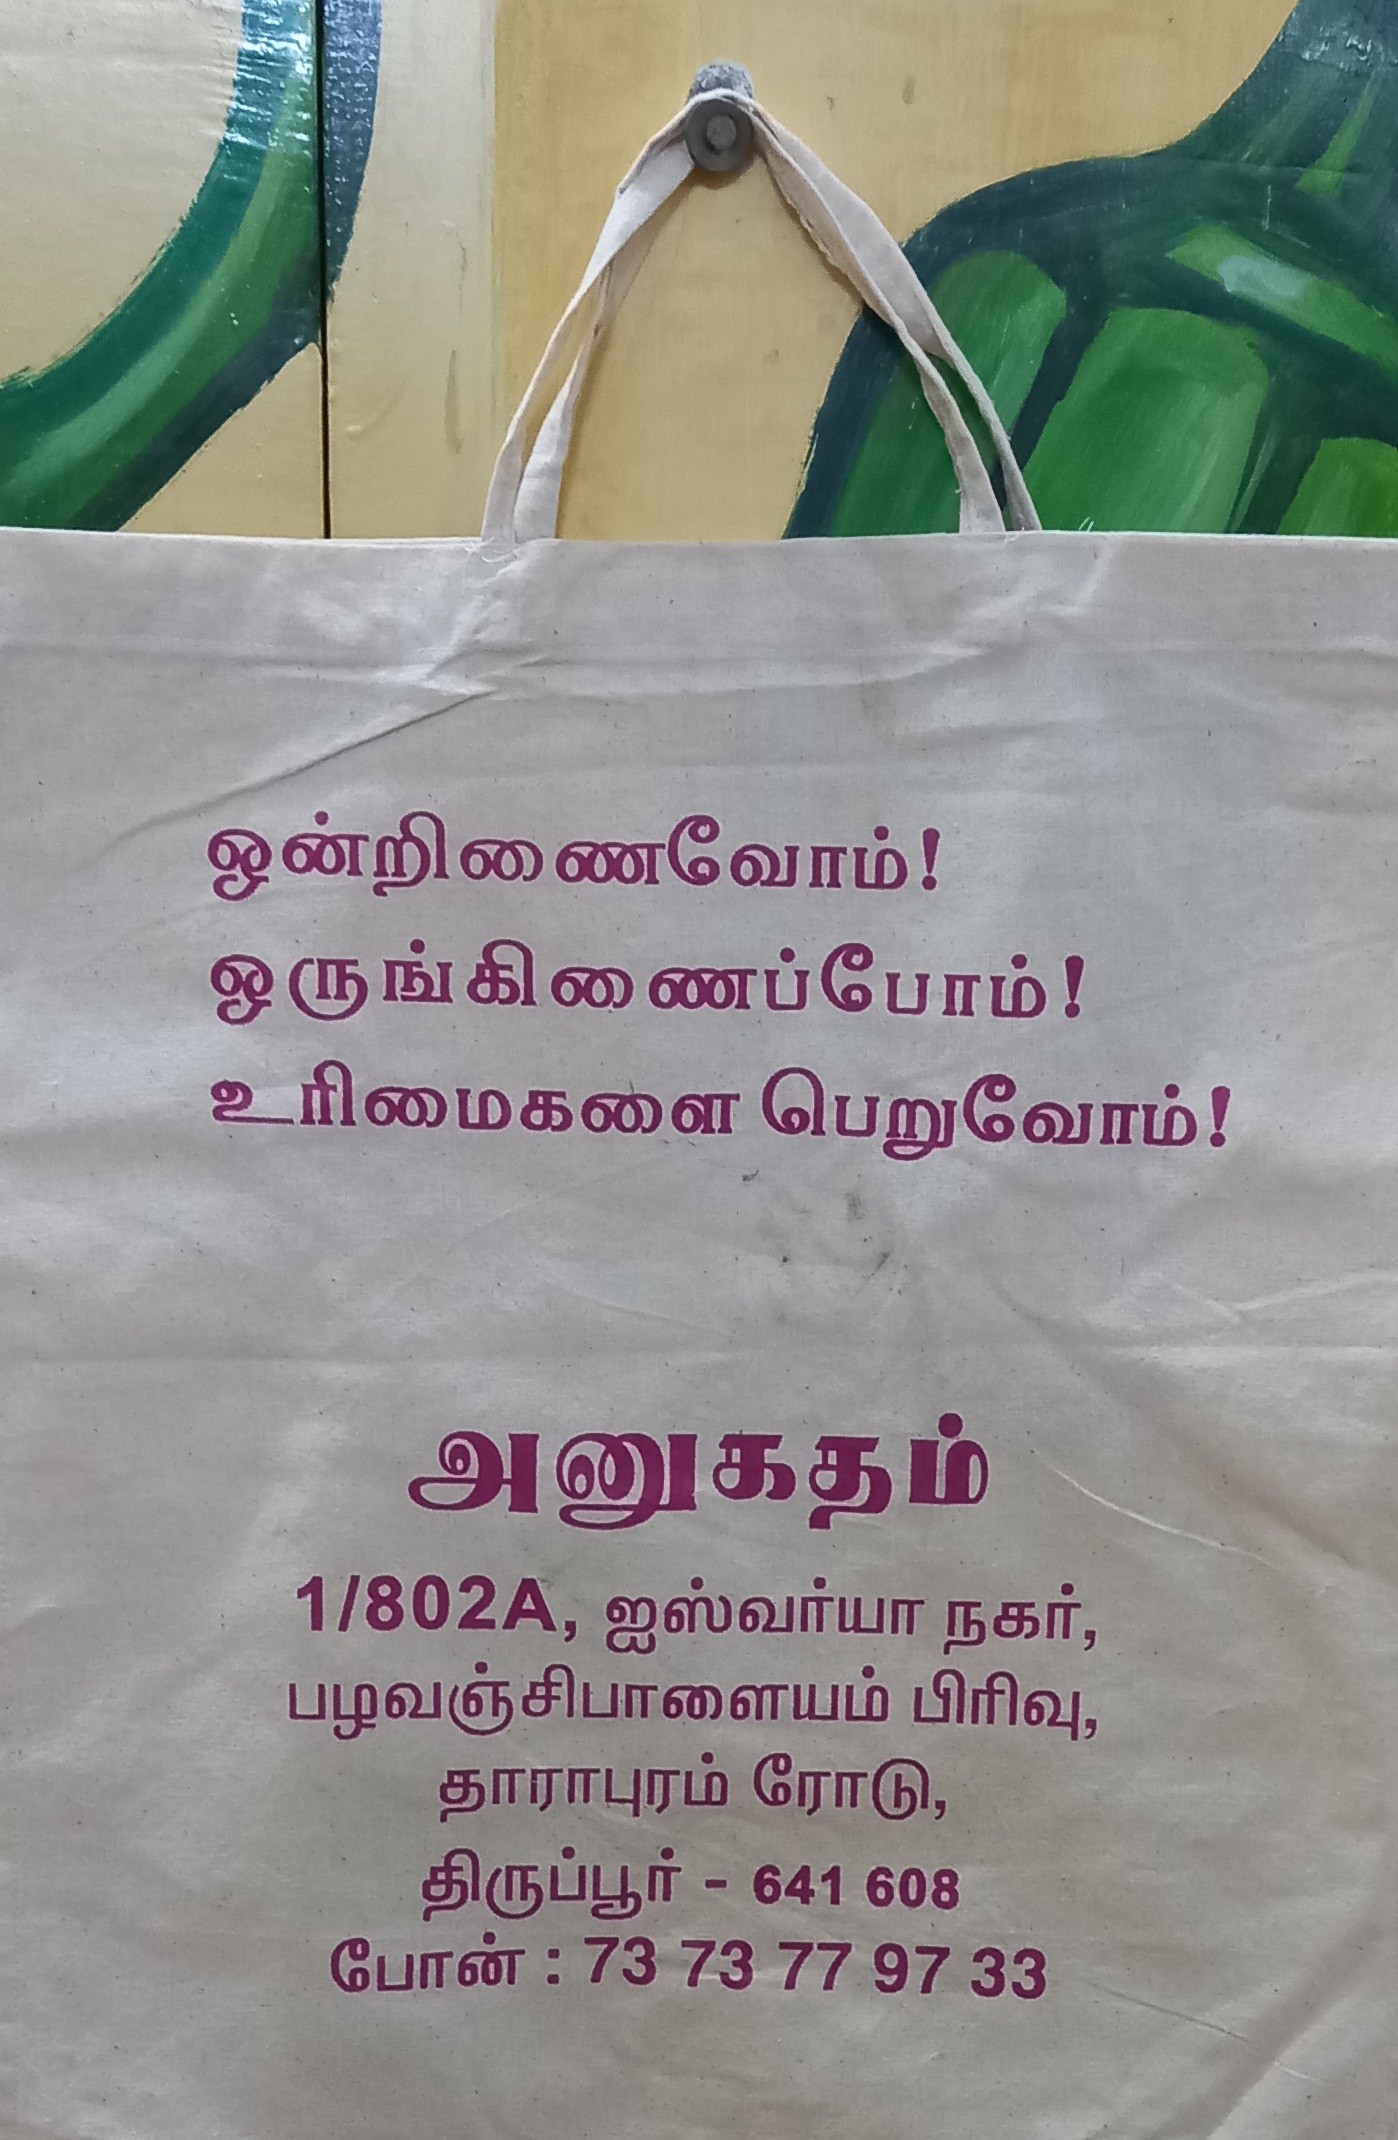 ஒன்றிணைவோம்!
ஒருங்கிணைப்போம்!
உரிமைகளை பெறுவோம்!
அனுகதம்
1/802A, ஐஸ்வர்யா நகர்,
பழவஞ்சிபாளையம் பிரிவு,
தாராபுரம் ரோடு,
திருப்பூர் - 641 608
போன் : 73 73 77 97 33